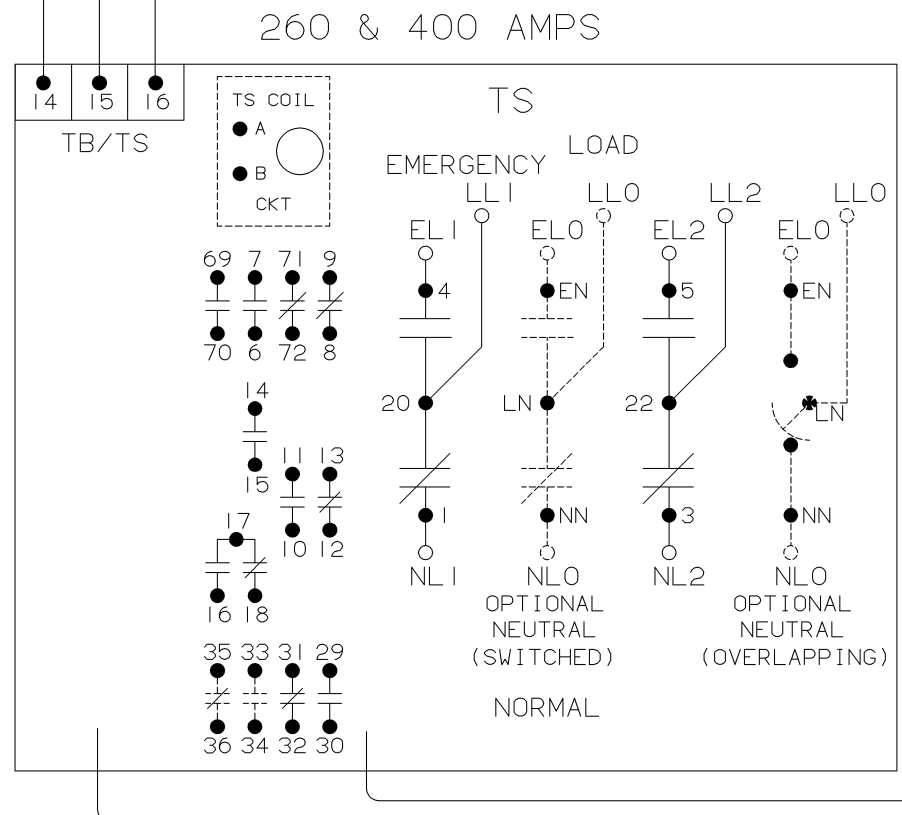 260 & 400 AMPS
14 15 16
TB/TS
TS COIL
A
B
CKT
TS
LOAD
EMERGENCY
LL1 LL0 LL2 LL0
EL1 EL0 EL2 EL0
4 EN 5 EN
69 7 71 9
70 6 72 8
20 LN 22 LN
14
15
11 13
10 12
17
16 18
1 NN 3 NN
NL1 NL0 NL2 NL0
OPTIONAL
NEUTRAL
(SWITCHED)
OPTIONAL
NEUTRAL
(OVERLAPPING)
35 33 31 29
36 34 32 30
NORMAL